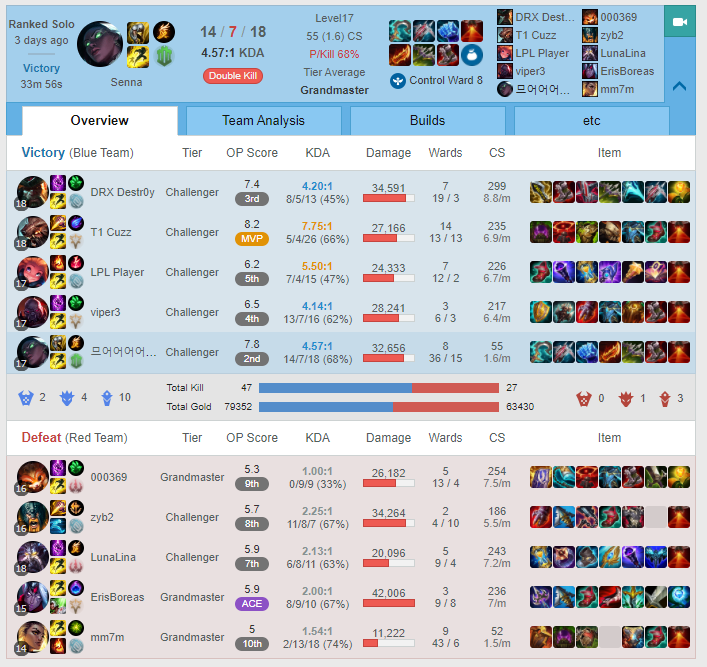 Ranked Solo
3 days ago
Victory
33m 56s
Senna
14 / 7 / 18
4.57:1 KDA
Double Kill
Level17
55 (1.6) CS
P/Kill 68%
Tier Average
Grandmaster
Control Ward 8
DRX Dest...
T1 Cuzz
LPL Player
viper3
므어어어...
000369
zyb2
LunaLina
ErisBoreas
mm7m
Overview Team Analysis Builds etc
Victory (Blue Team) Tier OP Score KDA Damage Wards CS Item
18 DRX Destr0y Challenger 7.4 3rd 4.20:1 8/5/13 (45%) 34,591 7 19 / 3 299 8.8/m
18 T1 Cuzz Challenger 8.2 MVP 7.75:1 5/4/26 (66%) 27,166 14 13 / 13 235 6.9/m
17 LPL Player Challenger 6.2 5th 5.50:1 7/4/15 (47%) 24,333 7 12 / 2 226 6.7/m
17 viper3 Challenger 6.5 4th 4.14:1 13/7/16 (62%) 28,241 3 6 / 3 217 6.4/m
17 므어어어어... Challenger 7.8 2nd 4.57:1 14/7/18 (68%) 32,656 8 36 / 15 55 1.6/m
2 4 10 Total Kill 47 27 0 1 3
Total Gold 79352 63430
Defeat (Red Team) Tier OP Score KDA Damage Wards CS Item
16 000369 Grandmaster 5.3 9th 1.00:1 0/9/9 (33%) 26,182 5 13 / 4 254 7.5/m
16 zyb2 Challenger 5.7 8th 2.25:1 11/8/7 (67%) 34,264 2 4 / 10 186 5.5/m
18 LunaLina Challenger 5.9 7th 2.13:1 6/8/11 (63%) 20,096 5 9 / 4 243 7.2/m
15 ErisBoreas Grandmaster 5.9 ACE 2.00:1 8/9/10 (67%) 42,006 3 9 / 8 236 7/m
14 mm7m Grandmaster 5 10th 1.54:1 2/13/18 (74%) 11,222 9 43 / 6 52 1.5/m